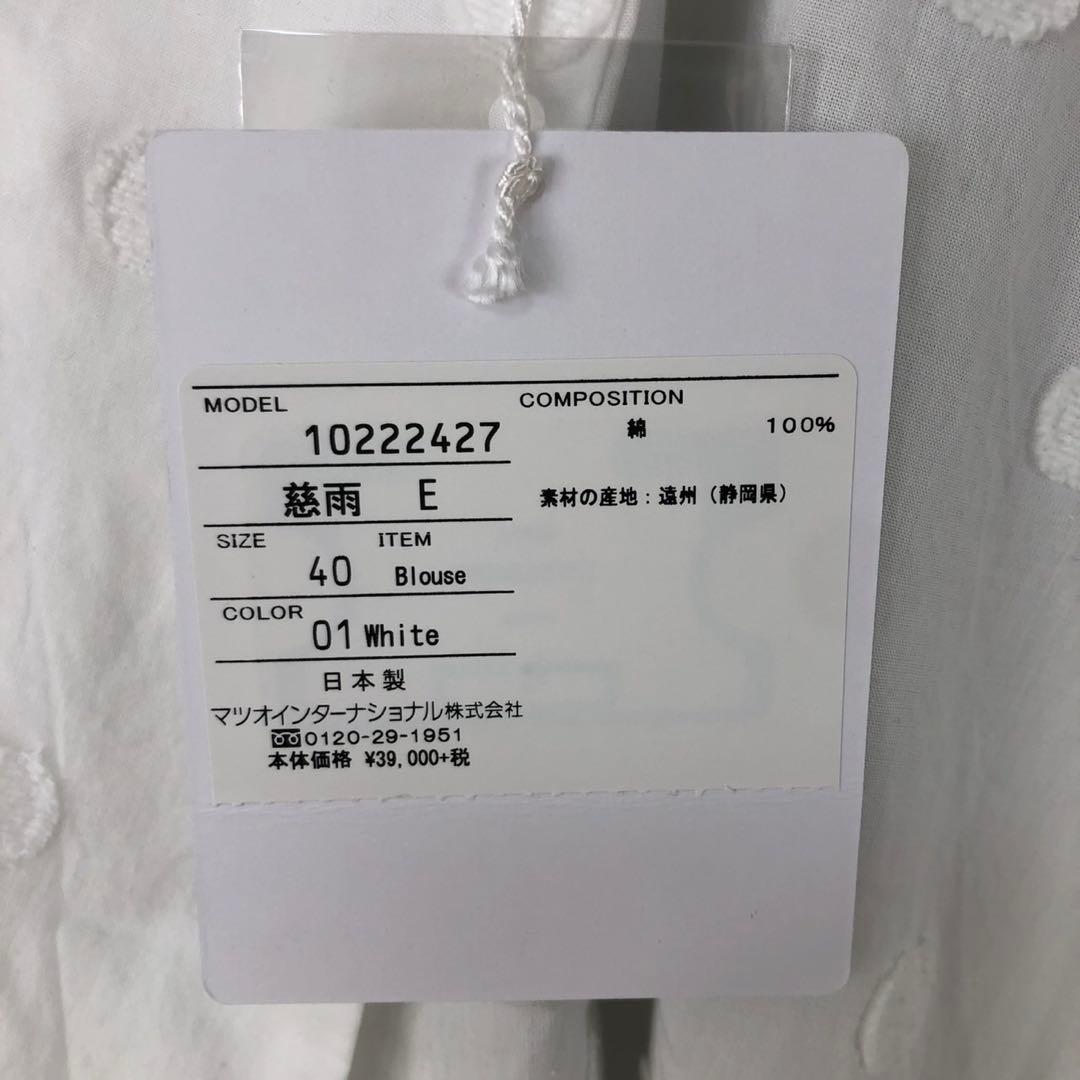 MODEL
10222427
慈雨 E
SIZE ITEM
40 Blouse
COLOR
01 White
日本製
マツオインターナショナル株式会社
0120-29-1951
本体価格 ¥39,000+税
COMPOSITION
綿 100%
素材の産地:遠州(静岡県)